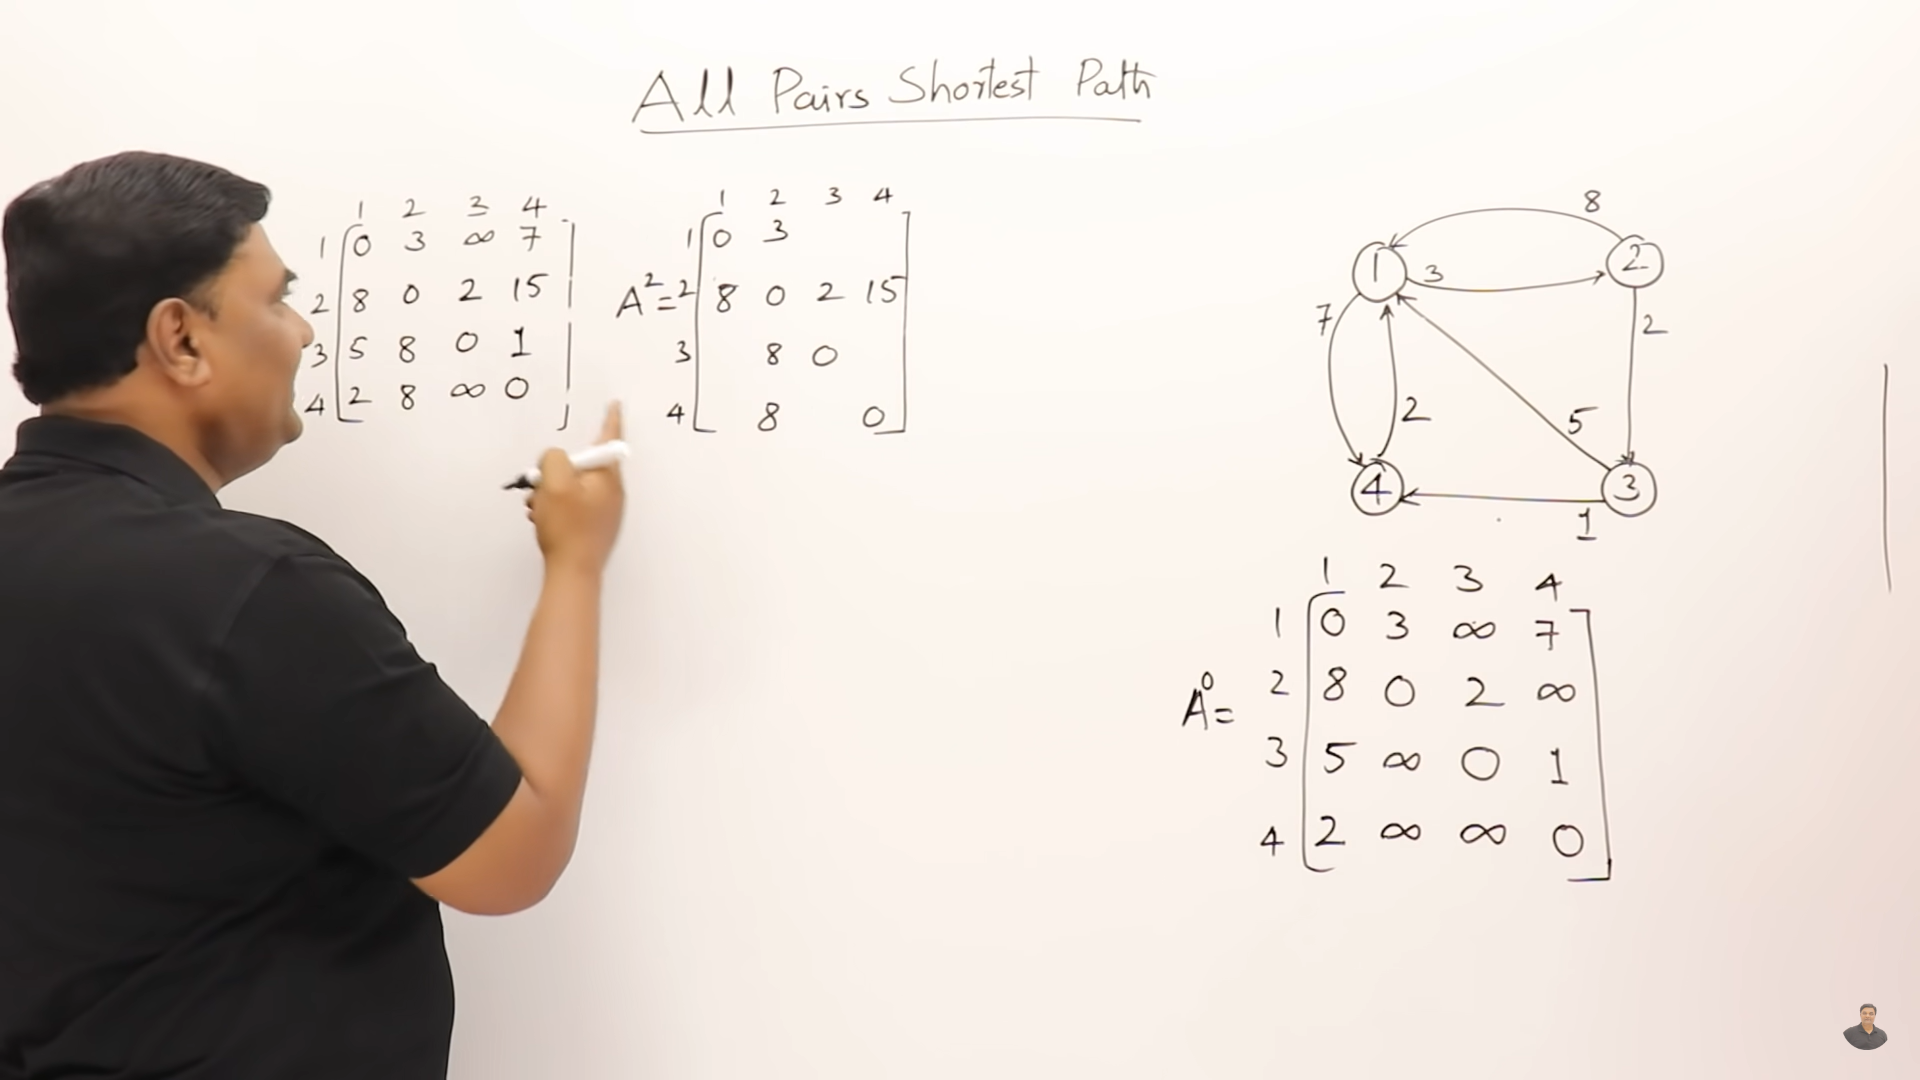 All Pairs Shortest Path
1 2 3 4
1 0 3 ∞ 7
2 8 0 2 15
3 5 8 0 1
4 2 8 ∞ 0
1 2 3 4
1 0 3
A²= 2 8 0 2 15
3 8 0
4 8 0
8
1 3 2
7 2
2 5
4 3
1
1 2 3 4
1 0 3 ∞ 7
A⁰= 2 8 0 2 ∞
3 5 ∞ 0 1
4 2 ∞ ∞ 0